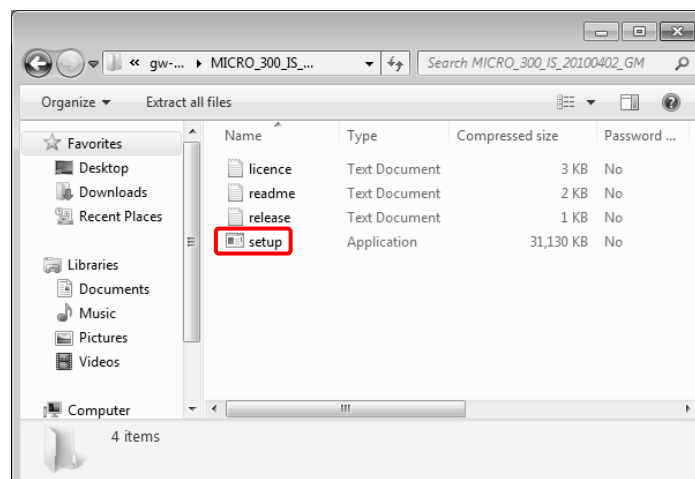 « gw-... MICRO_300_IS_... Search MICRO_300_IS_20100402_GM
Organize Extract all files
Favorites
Desktop
Downloads
Recent Places
Libraries
Documents
Music
Pictures
Videos
Computer
Name Type Compressed size Password ...
licence Text Document 3 KB No
readme Text Document 2 KB No
release Text Document 1 KB No
setup Application 31,130 KB No
4 items